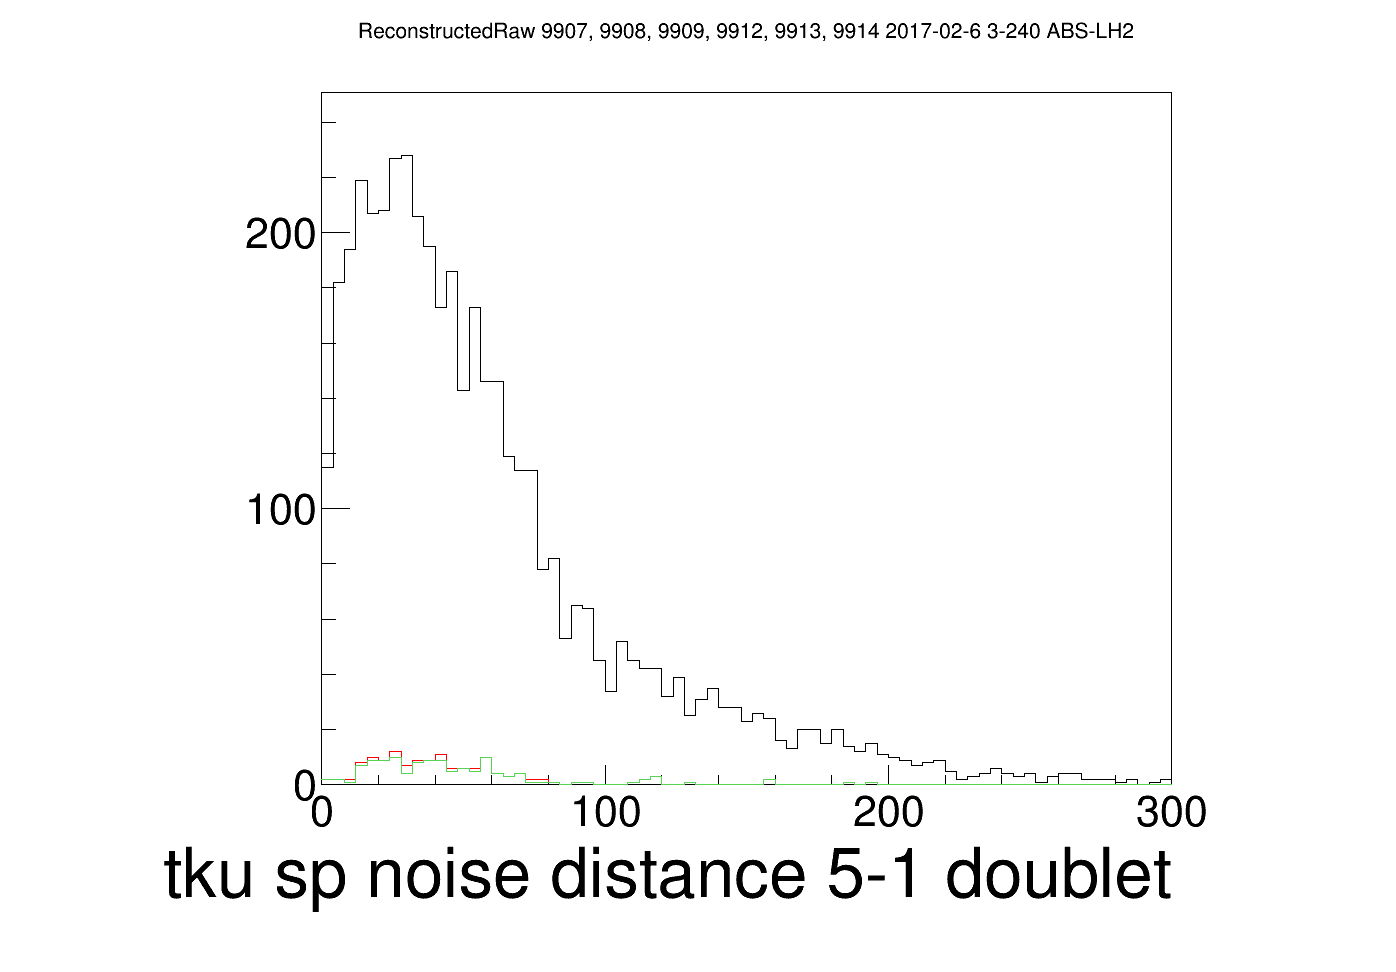 ReconstructedRaw 9907, 9908, 9909, 9912, 9913, 9914 2017-02-6 3-240 ABS-LH2
200
100
0
0 100 200 300
tku sp noise distance 5-1 doublet